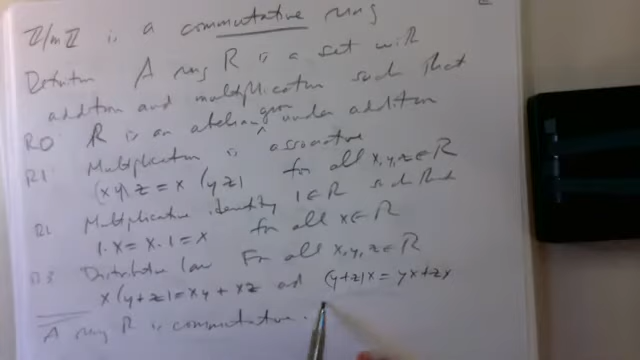 ℤ/mℤ is a commutative ring
Definition A ring R is a set with
addition and multiplication such that
R0 R is an abelian group under addition
R1 Multiplication is associative
(xy)z = x(yz) for all x,y,z ∈ R
R2 Multiplicative identity 1 ∈ R such that
1·x = x·1 = x for all x ∈ R
R3 Distributive law For all x,y,z ∈ R
x(y+z) = xy + xz and (y+z)x = yx+zx
A ring R is commutative